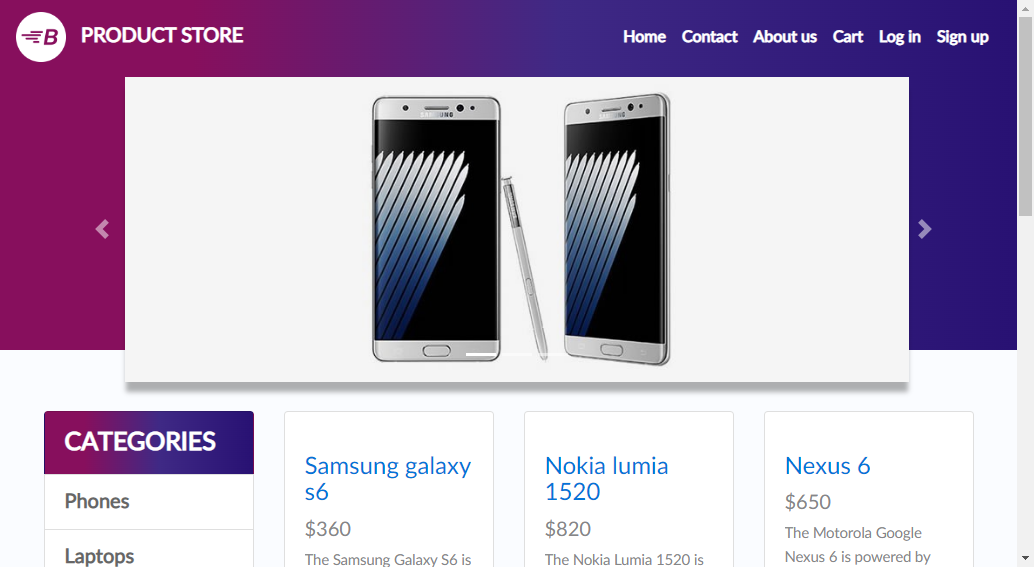 B PRODUCT STORE
Home Contact About us Cart Log in Sign up
SAMSUNG
SAMSUNG
CATEGORIES
Phones
Laptops
Samsung galaxy
s6
$360
The Samsung Galaxy S6 is
Nokia lumia
1520
$820
The Nokia Lumia 1520 is
Nexus 6
$650
The Motorola Google
Nexus 6 is powered by